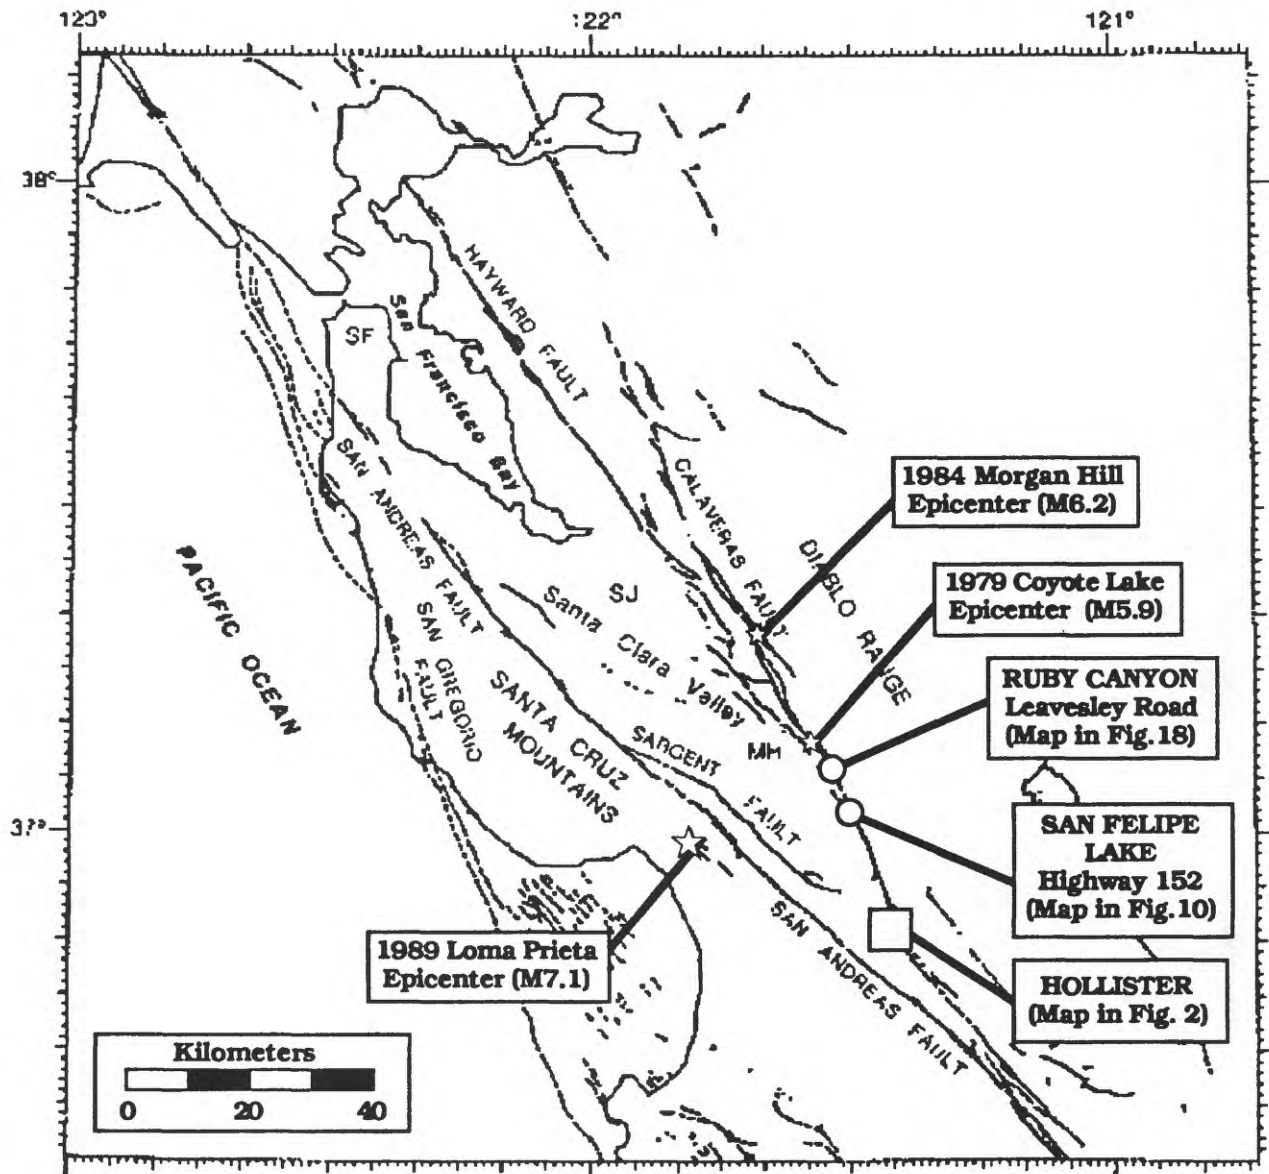 123° 122° 121°
38°
HAYWARD FAULT
SF
San Francisco Bay
SAN ANDREAS FAULT
CALAVERAS FAULT
1984 Morgan Hill
Epicenter (M6.2)
DIABLO RANGE
1979 Coyote Lake
Epicenter (M5.9)
PACIFIC OCEAN
SJ
Santa Clara Valley
SAN GREGORIO
FAULT
SANTA CRUZ
MOUNTAINS
SARGENT FAULT
MH
RUBY CANYON
Leavesley Road
(Map in Fig. 18)
37°
SAN FELIPE
LAKE
Highway 152
(Map in Fig. 10)
1989 Loma Prieta
Epicenter (M7.1)
SAN ANDREAS FAULT
HOLLISTER
(Map in Fig. 2)
Kilometers
0 20 40